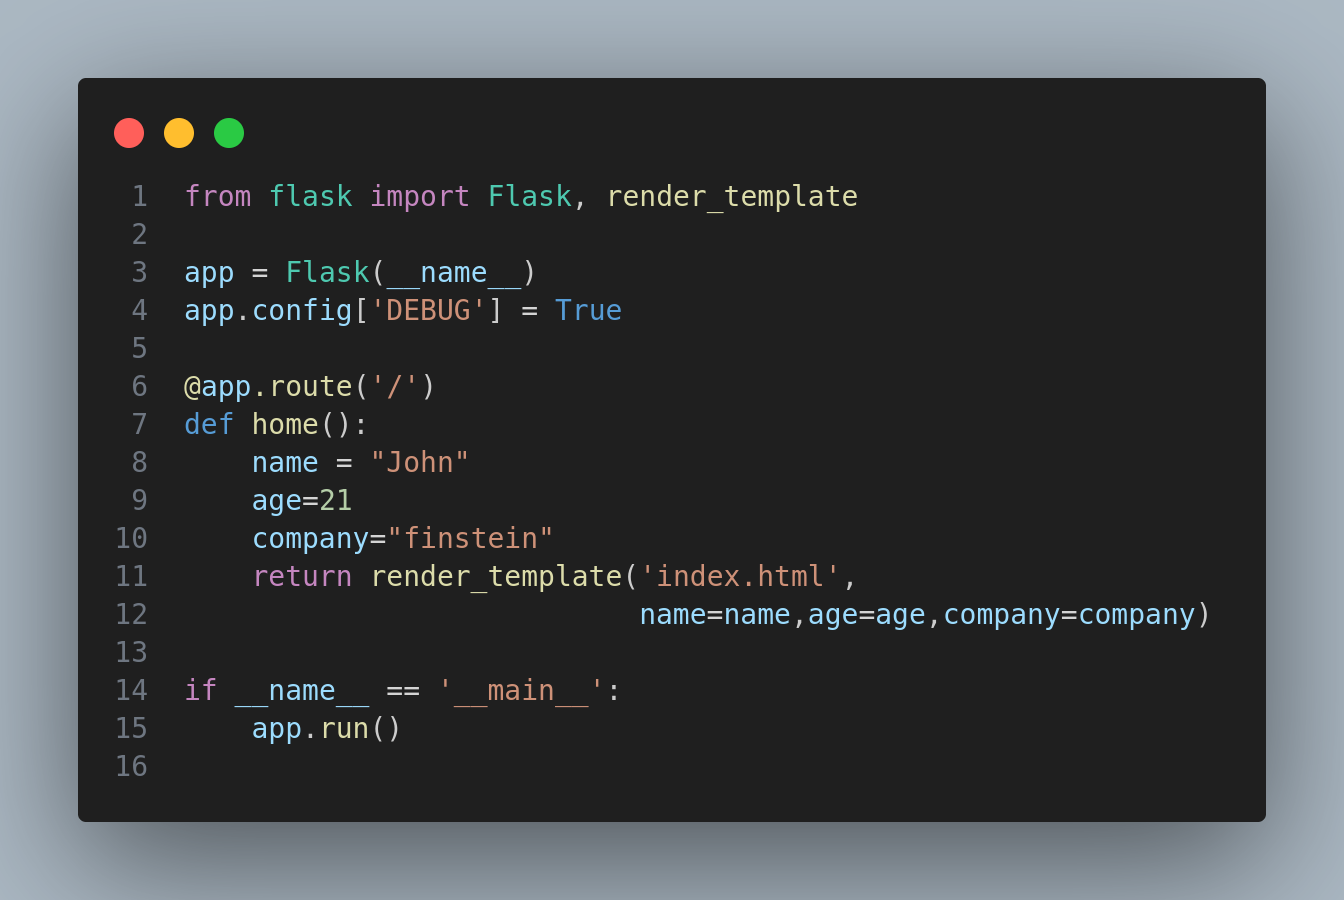 1 from flask import Flask, render_template
2
3 app = Flask(__name__)
4 app.config['DEBUG'] = True
5
6 @app.route('/')
7 def home():
8     name = "John"
9     age=21
10     company="finstein"
11     return render_template('index.html',
12                            name=name,age=age,company=company)
13
14 if __name__ == '__main__':
15     app.run()
16